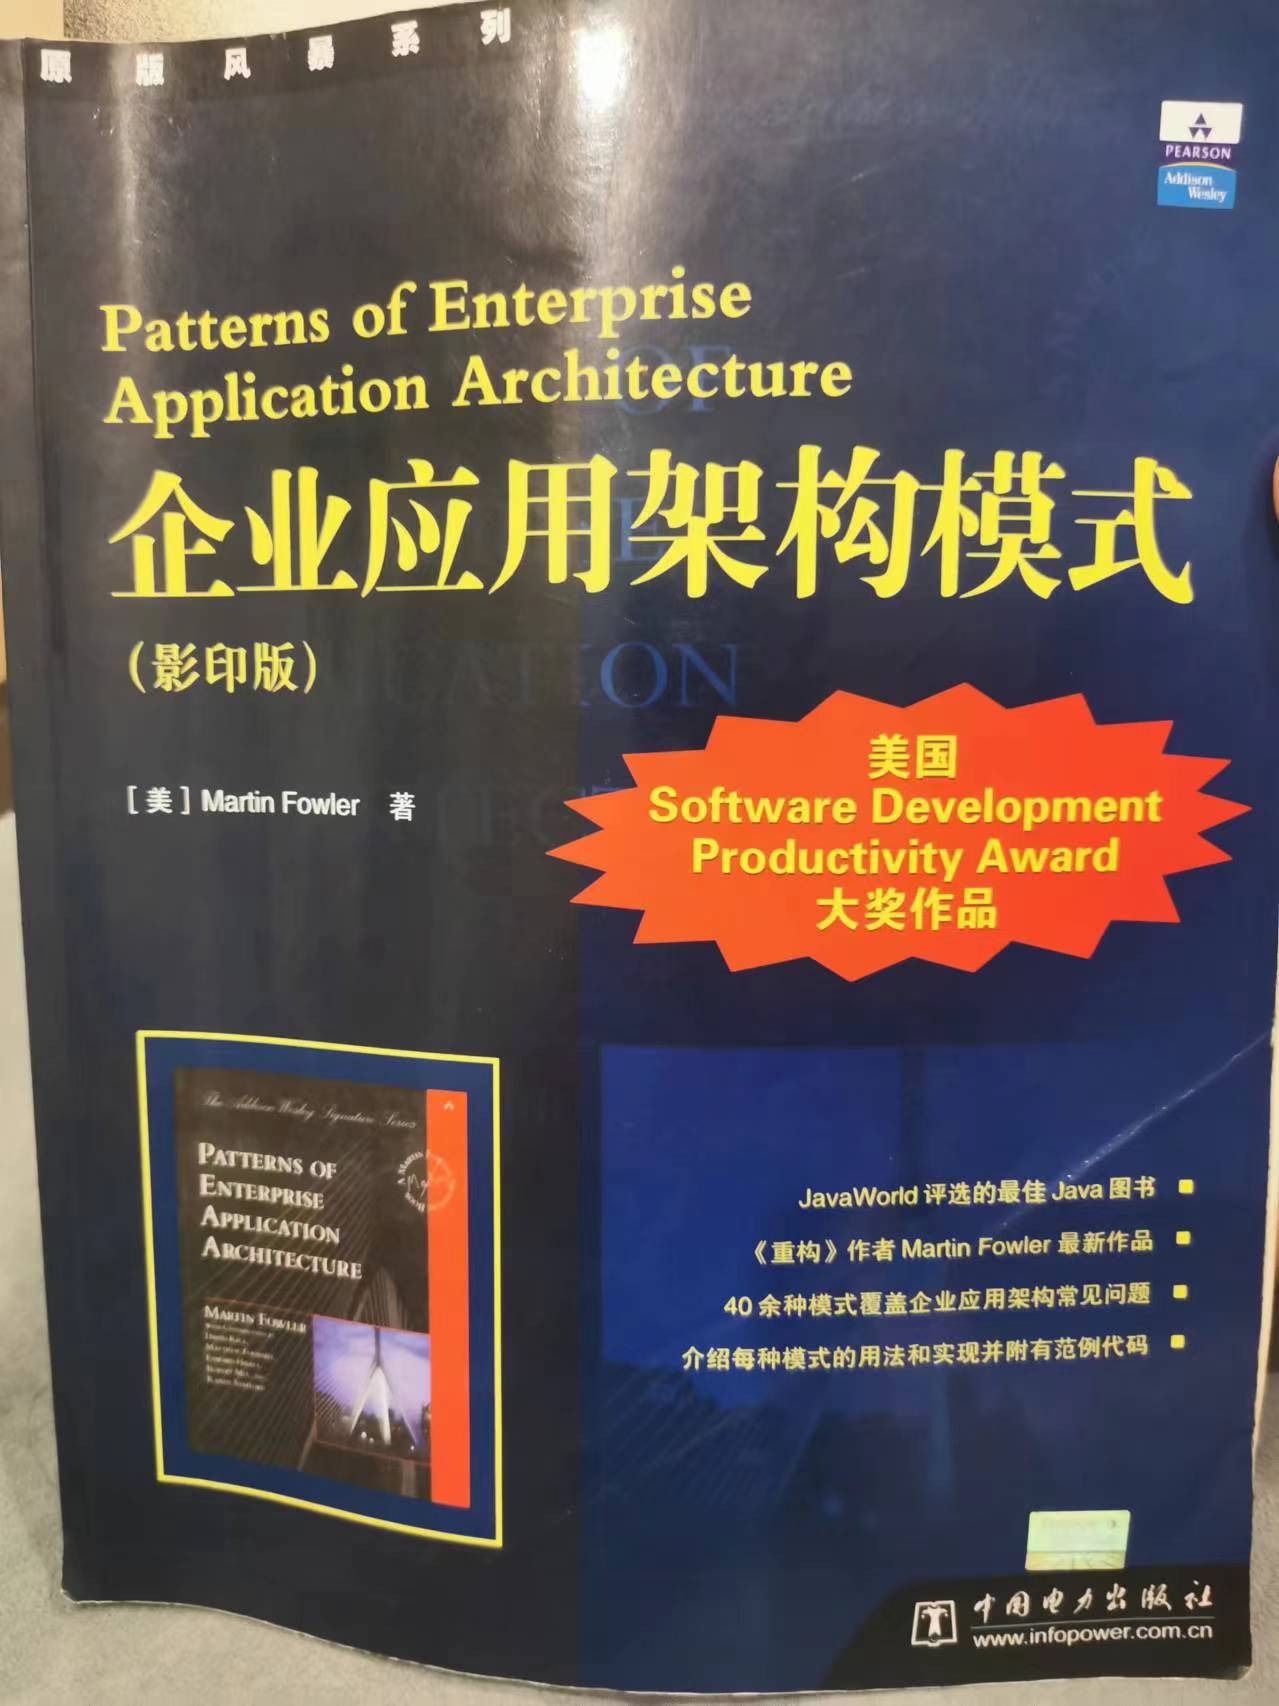 原版风暴系列
PEARSON
Addison
Wesley
Patterns of Enterprise
Application Architecture
企业应用架构模式
（影印版）
［美］Martin Fowler 著
美国
Software Development
Productivity Award
大奖作品
The Addison Wesley Signature Series
PATTERNS OF
ENTERPRISE
APPLICATION
ARCHITECTURE
MARTIN FOWLER
JavaWorld 评选的最佳 Java 图书
《重构》作者 Martin Fowler 最新作品
40 余种模式覆盖企业应用架构常见问题
介绍每种模式的用法和实现并附有范例代码
中国电力出版社
www.infopower.com.cn